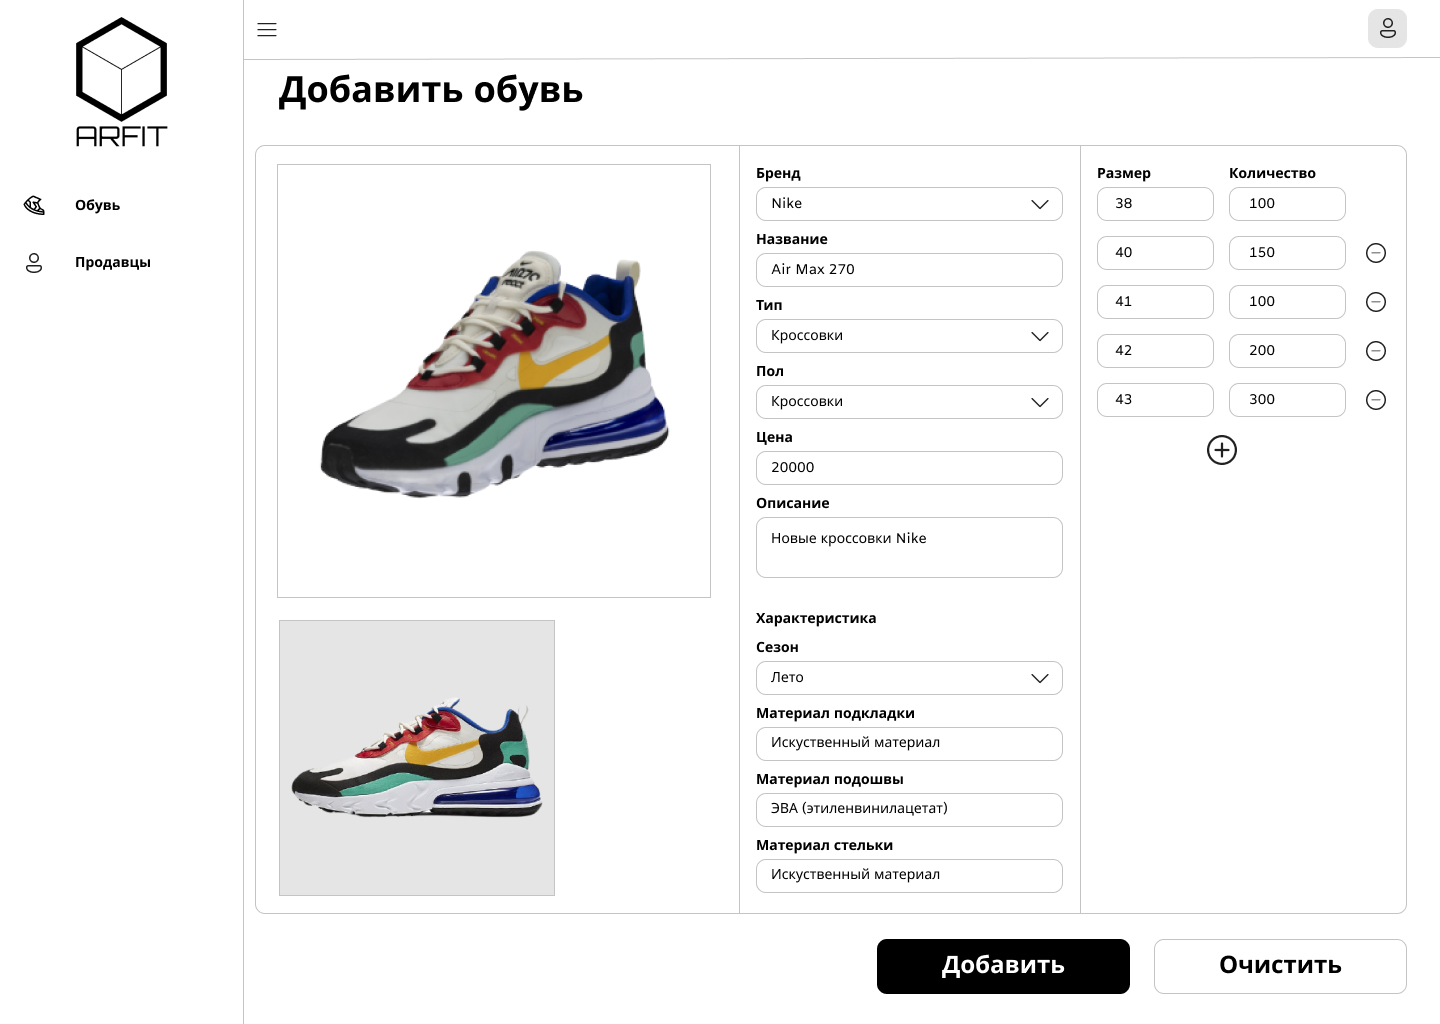 ARFIT
Обувь
Продавцы
Добавить обувь
Бренд
Nike
Название
Air Max 270
Тип
Кроссовки
Пол
Кроссовки
Цена
20000
Описание
Новые кроссовки Nike
Характеристика
Сезон
Лето
Материал подкладки
Искуственный материал
Материал подошвы
ЭВА (этиленвинилацетат)
Материал стельки
Искуственный материал
Размер Количество
38 100
40 150
41 100
42 200
43 300
Добавить
Очистить